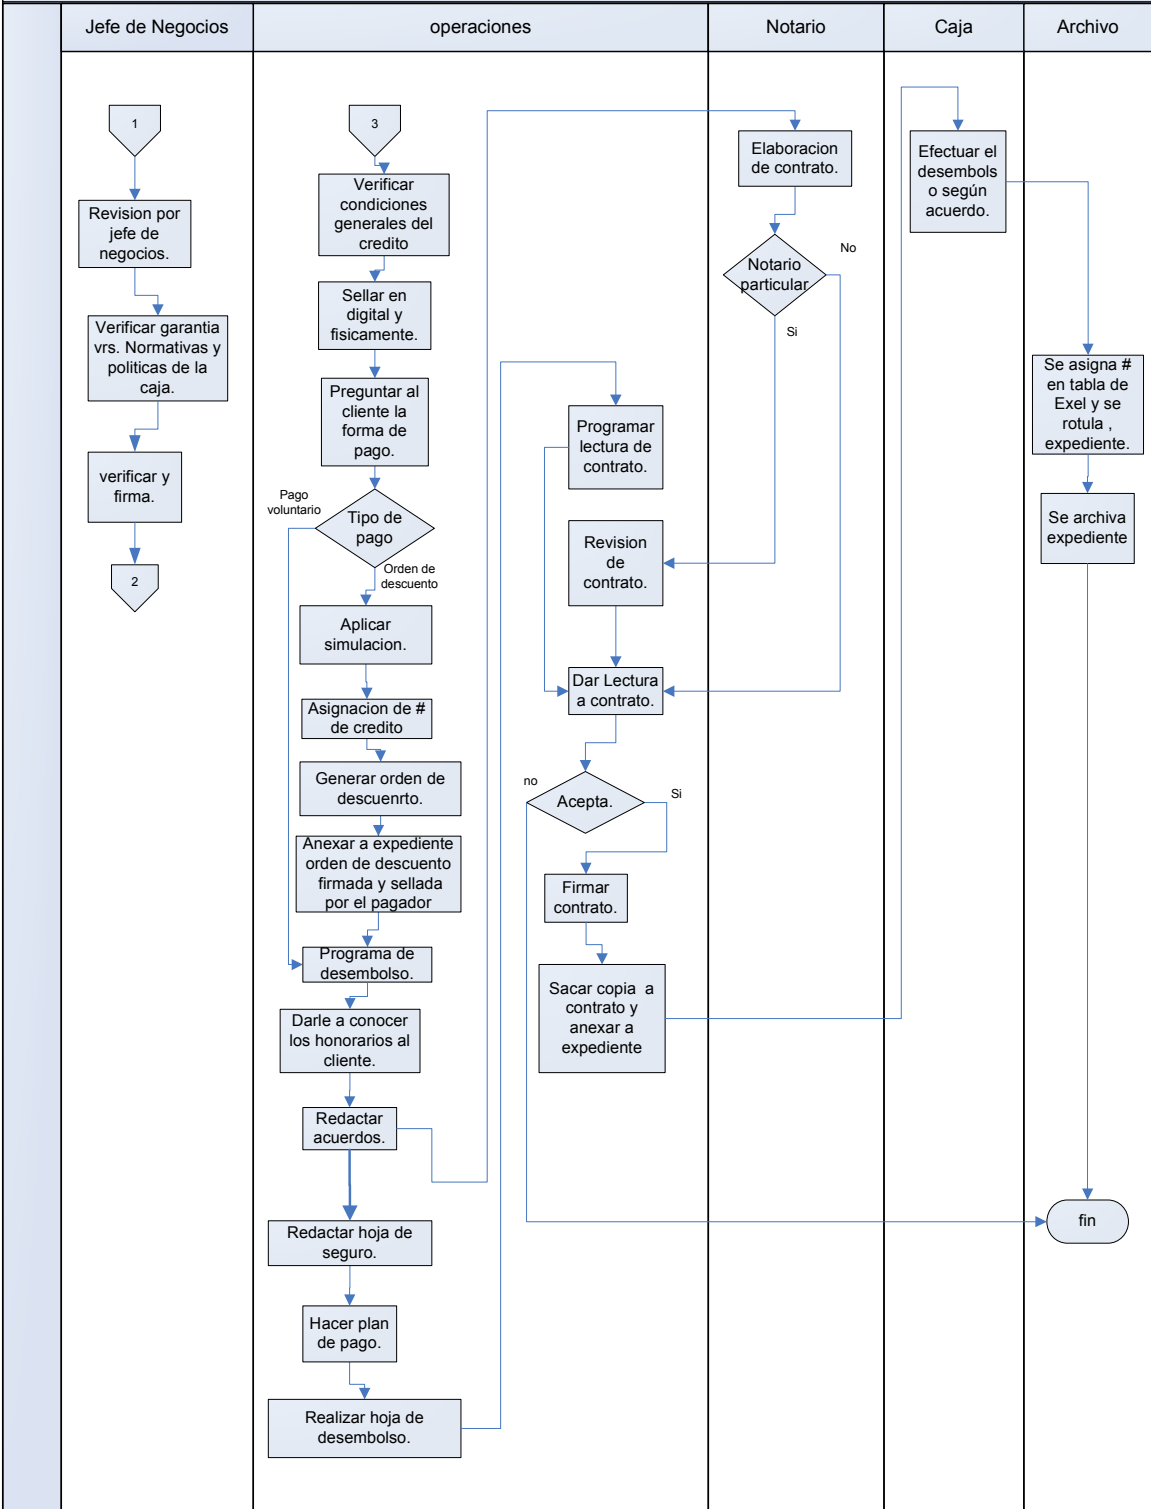 Jefe de Negocios
operaciones
Notario
Caja
Archivo
1
Revision por
jefe de
negocios.
Verificar garantia
vrs. Normativas y
politicas de la
caja.
verificar y
firma.
2
3
Verificar
condiciones
generales del
credito
Sellar en
digital y
fisicamente.
Preguntar al
cliente la
forma de
pago.
Pago
voluntario
Tipo de
pago
Orden de
descuento
Aplicar
simulacion.
Asignacion de #
de credito
Generar orden de
descuenrto.
Anexar a expediente
orden de descuento
firmada y sellada
por el pagador
Programa de
desembolso.
Darle a conocer
los honorarios al
cliente.
Redactar
acuerdos.
Redactar hoja de
seguro.
Hacer plan
de pago.
Realizar hoja de
desembolso.
Programar
lectura de
contrato.
Revision
de
contrato.
Dar Lectura
a contrato.
no
Acepta.
Si
Firmar
contrato.
Sacar copia a
contrato y
anexar a
expediente
Elaboracion
de contrato.
Notario
particular
No
Si
Efectuar el
desembols
o según
acuerdo.
Se asigna #
en tabla de
Exel y se
rotula ,
expediente.
Se archiva
expediente
fin